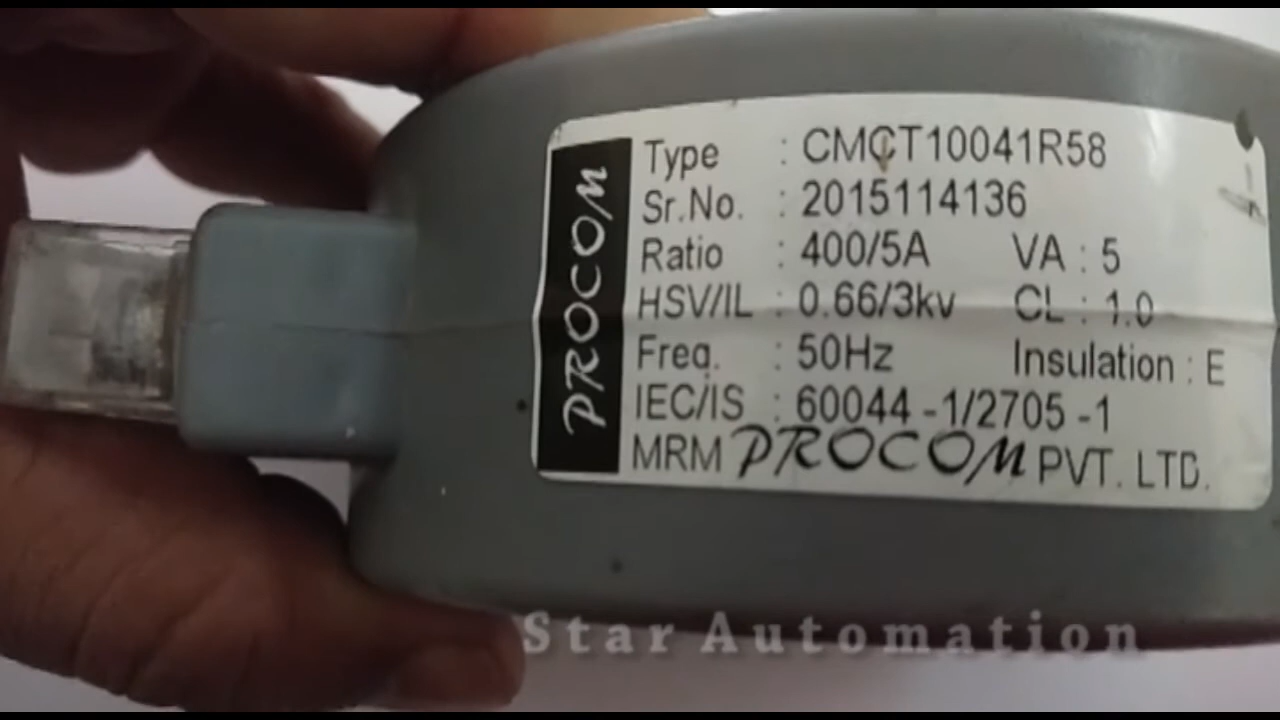 PROCOM
Type : CMCT10041R58
Sr.No. : 2015114136
Ratio : 400/5A VA : 5
HSV/IL : 0.66/3kv CL : 1.0
Freq. : 50Hz Insulation : E
IEC/IS : 60044 -1/2705 -1
MRM PROCOM PVT. LTD.
Star Automation